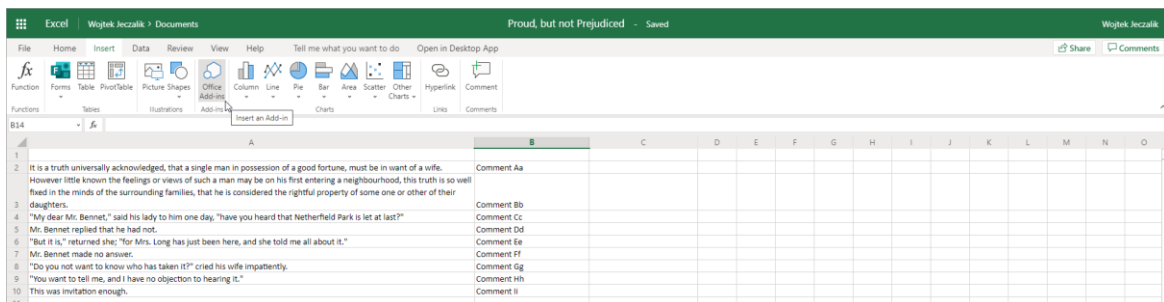 Excel Wojtek Jeczalik > Documents Proud, but not Prejudiced - Saved Wojtek Jeczalik
File Home Insert Data Review View Help Tell me what you want to do Open in Desktop App Share Comments
Function Forms Table PivotTable Picture Shapes Office Add-ins Column Line Pie Bar Area Scatter Other Charts Hyperlink Comment
Functions Tables Illustrations Add-ins Charts Links Comments
Insert an Add-in
B14 fx
A B C D E F G H I J K L M N O
1
2 It is a truth universally acknowledged, that a single man in possession of a good fortune, must be in want of a wife. Comment Aa
However little known the feelings or views of such a man may be on his first entering a neighbourhood, this truth is so well
fixed in the minds of the surrounding families, that he is considered the rightful property of some one or other of their
3 daughters. Comment Bb
4 "My dear Mr. Bennet," said his lady to him one day, "have you heard that Netherfield Park is let at last?" Comment Cc
5 Mr. Bennet replied that he had not. Comment Dd
6 "But it is," returned she; "for Mrs. Long has just been here, and she told me all about it." Comment Ee
7 Mr. Bennet made no answer. Comment Ff
8 "Do you not want to know who has taken it?" cried his wife impatiently. Comment Gg
9 "You want to tell me, and I have no objection to hearing it." Comment Hh
10 This was invitation enough. Comment Ii